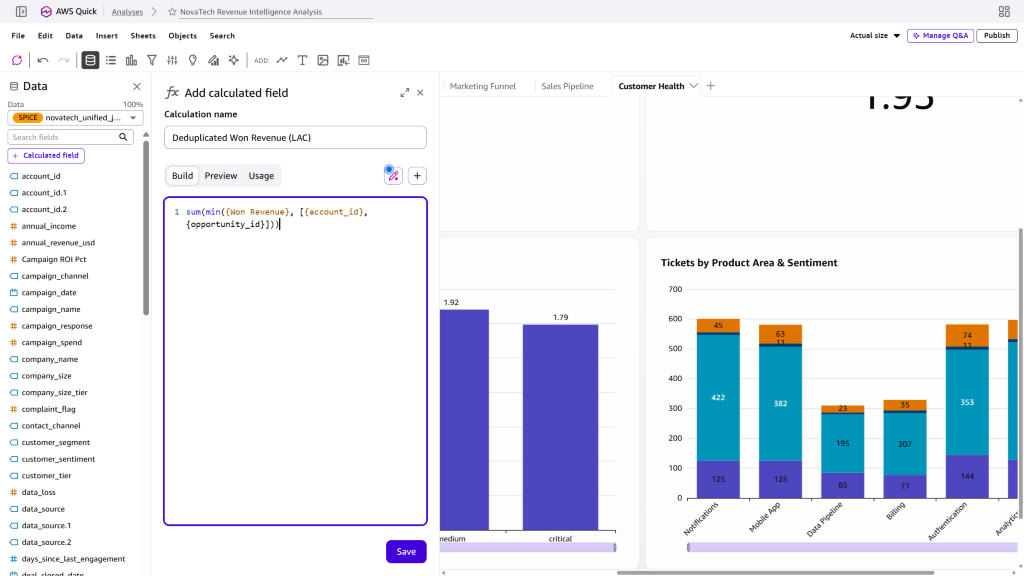 AWS Quick
Analyses
NovaTech Revenue Intelligence Analysis
File Edit Data Insert Sheets Objects Search
Actual size
Manage Q&A
Publish
ADD:
Data
Data 100%
SPICE novatech_unified_j...
Search fields
+ Calculated field
account_id
account_id.1
account_id.2
annual_income
annual_revenue_usd
Campaign ROI Pct
campaign_channel
campaign_date
campaign_name
campaign_response
campaign_spend
company_name
company_size
company_size_tier
complaint_flag
contact_channel
customer_segment
customer_sentiment
customer_tier
data_loss
data_source
data_source.1
data_source.2
days_since_last_engagement
deal_closed_date
fx Add calculated field
Calculation name
Deduplicated Won Revenue (LAC)
Build Preview Usage
1 sum(min({Won Revenue}, [{account_id},
{opportunity_id}]))
Save
Marketing Funnel Sales Pipeline Customer Health
1.93
1.92
1.79
medium critical
Tickets by Product Area & Sentiment
700
600
500
400
300
200
100
0
45
422
125
63
11
382
125
23
195
85
35
207
77
74
11
353
144
Notifications
Mobile App
Data Pipeline
Billing
Authentication
Analytics